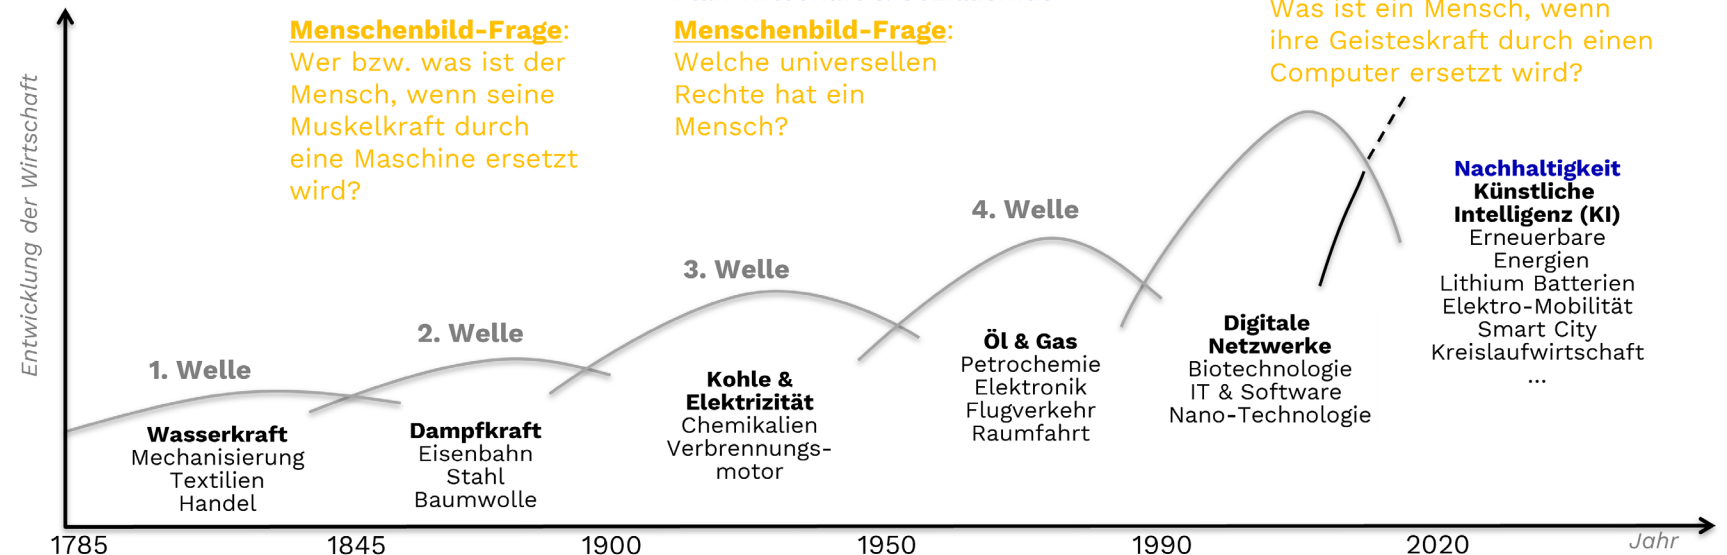 Menschenbild-Frage:
Wer bzw. was ist der
Mensch, wenn seine
Muskelkraft durch
eine Maschine ersetzt
wird?
Menschenbild-Frage:
Welche universellen
Rechte hat ein
Mensch?
Was ist ein Mensch, wenn
ihre Geisteskraft durch einen
Computer ersetzt wird?
Entwicklung der Wirtschaft
1. Welle
2. Welle
3. Welle
4. Welle
Wasserkraft
Mechanisierung
Textilien
Handel
Dampfkraft
Eisenbahn
Stahl
Baumwolle
Kohle &
Elektrizität
Chemikalien
Verbrennungs-
motor
Öl & Gas
Petrochemie
Elektronik
Flugverkehr
Raumfahrt
Digitale
Netzwerke
Biotechnologie
IT & Software
Nano-Technologie
Nachhaltigkeit
Künstliche
Intelligenz (KI)
Erneuerbare
Energien
Lithium Batterien
Elektro-Mobilität
Smart City
Kreislaufwirtschaft
...
1785
1845
1900
1950
1990
2020
Jahr